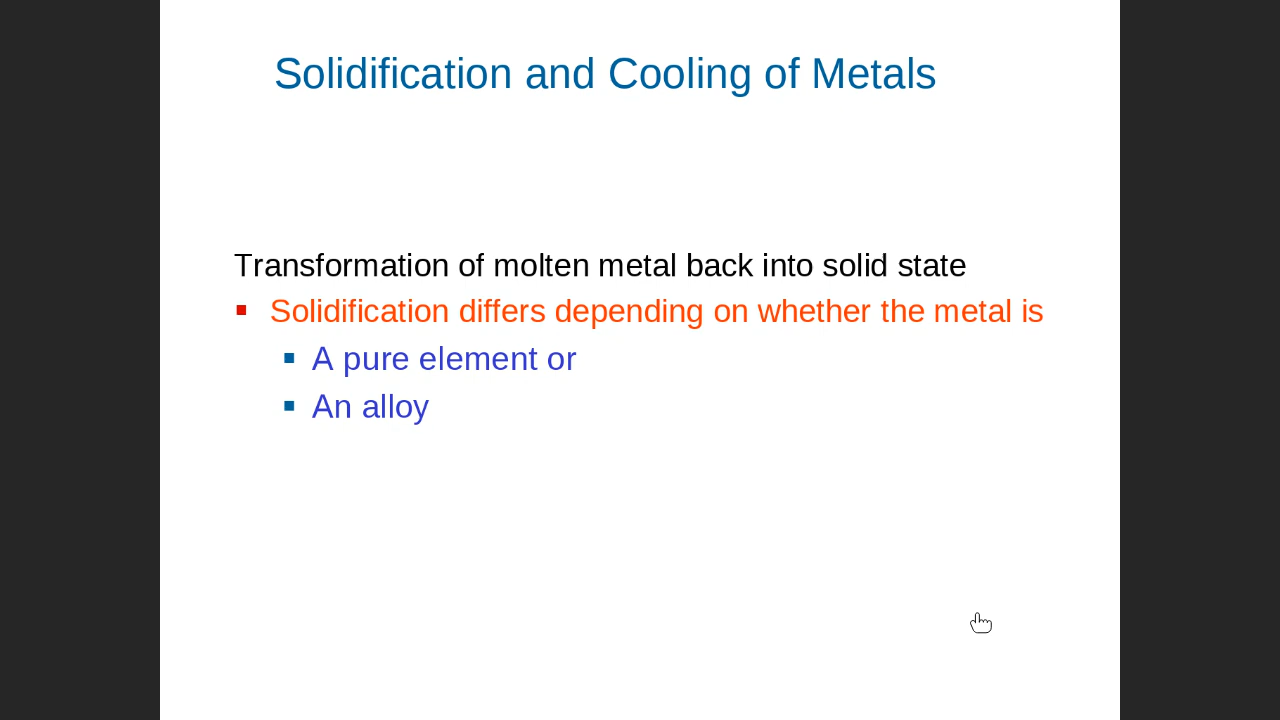 Solidification and Cooling of Metals
Transformation of molten metal back into solid state
Solidification differs depending on whether the metal is
A pure element or
An alloy